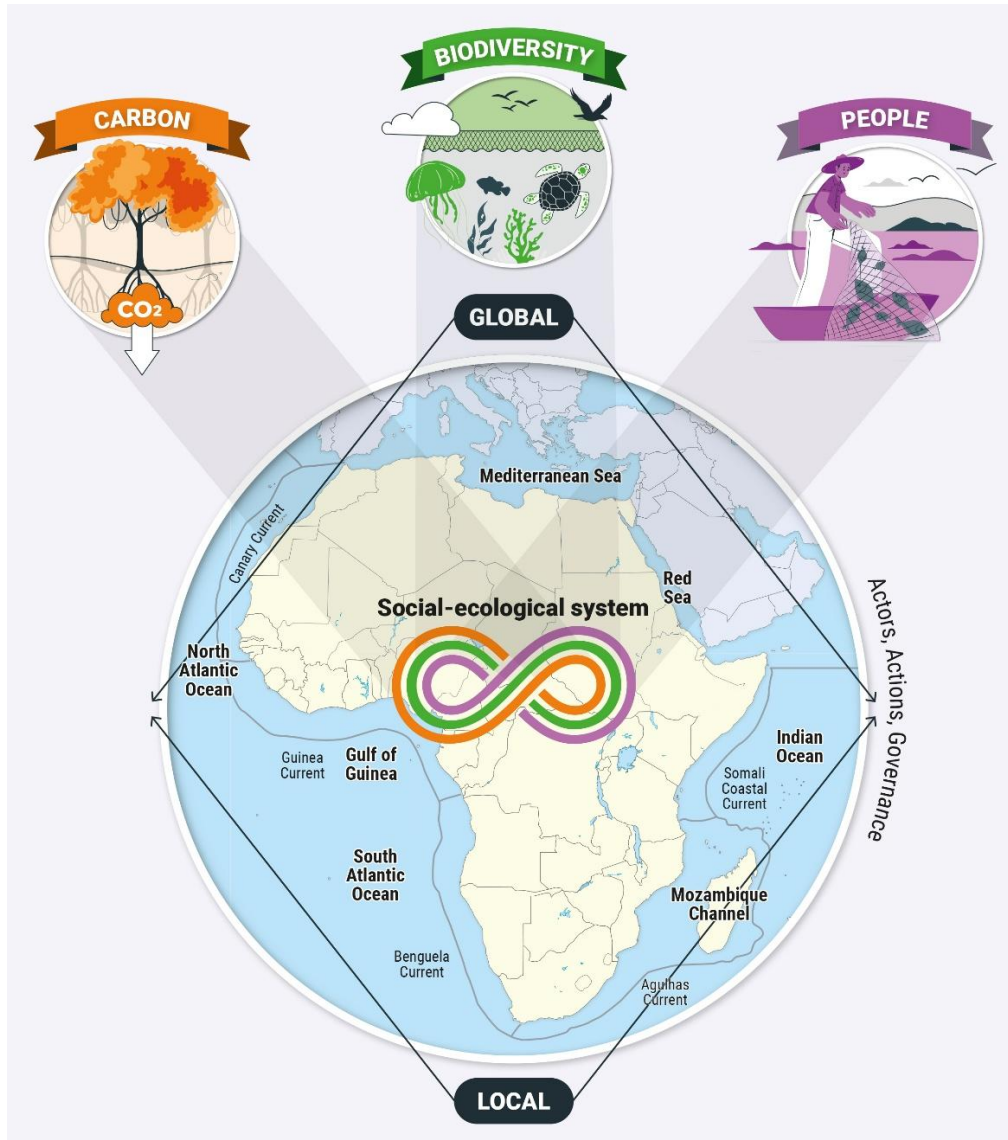 BIODIVERSITY
CARBON
PEOPLE
CO2
GLOBAL
Mediterranean Sea
Canary Current
Red
Sea
Social-ecological system
North
Atlantic
Ocean
Actors, Actions, Governance
Guinea
Current
Gulf of
Guinea
Indian
Ocean
Somali
Coastal
Current
South
Atlantic
Ocean
Mozambique
Channel
Benguela
Current
Agulhas
Current
LOCAL